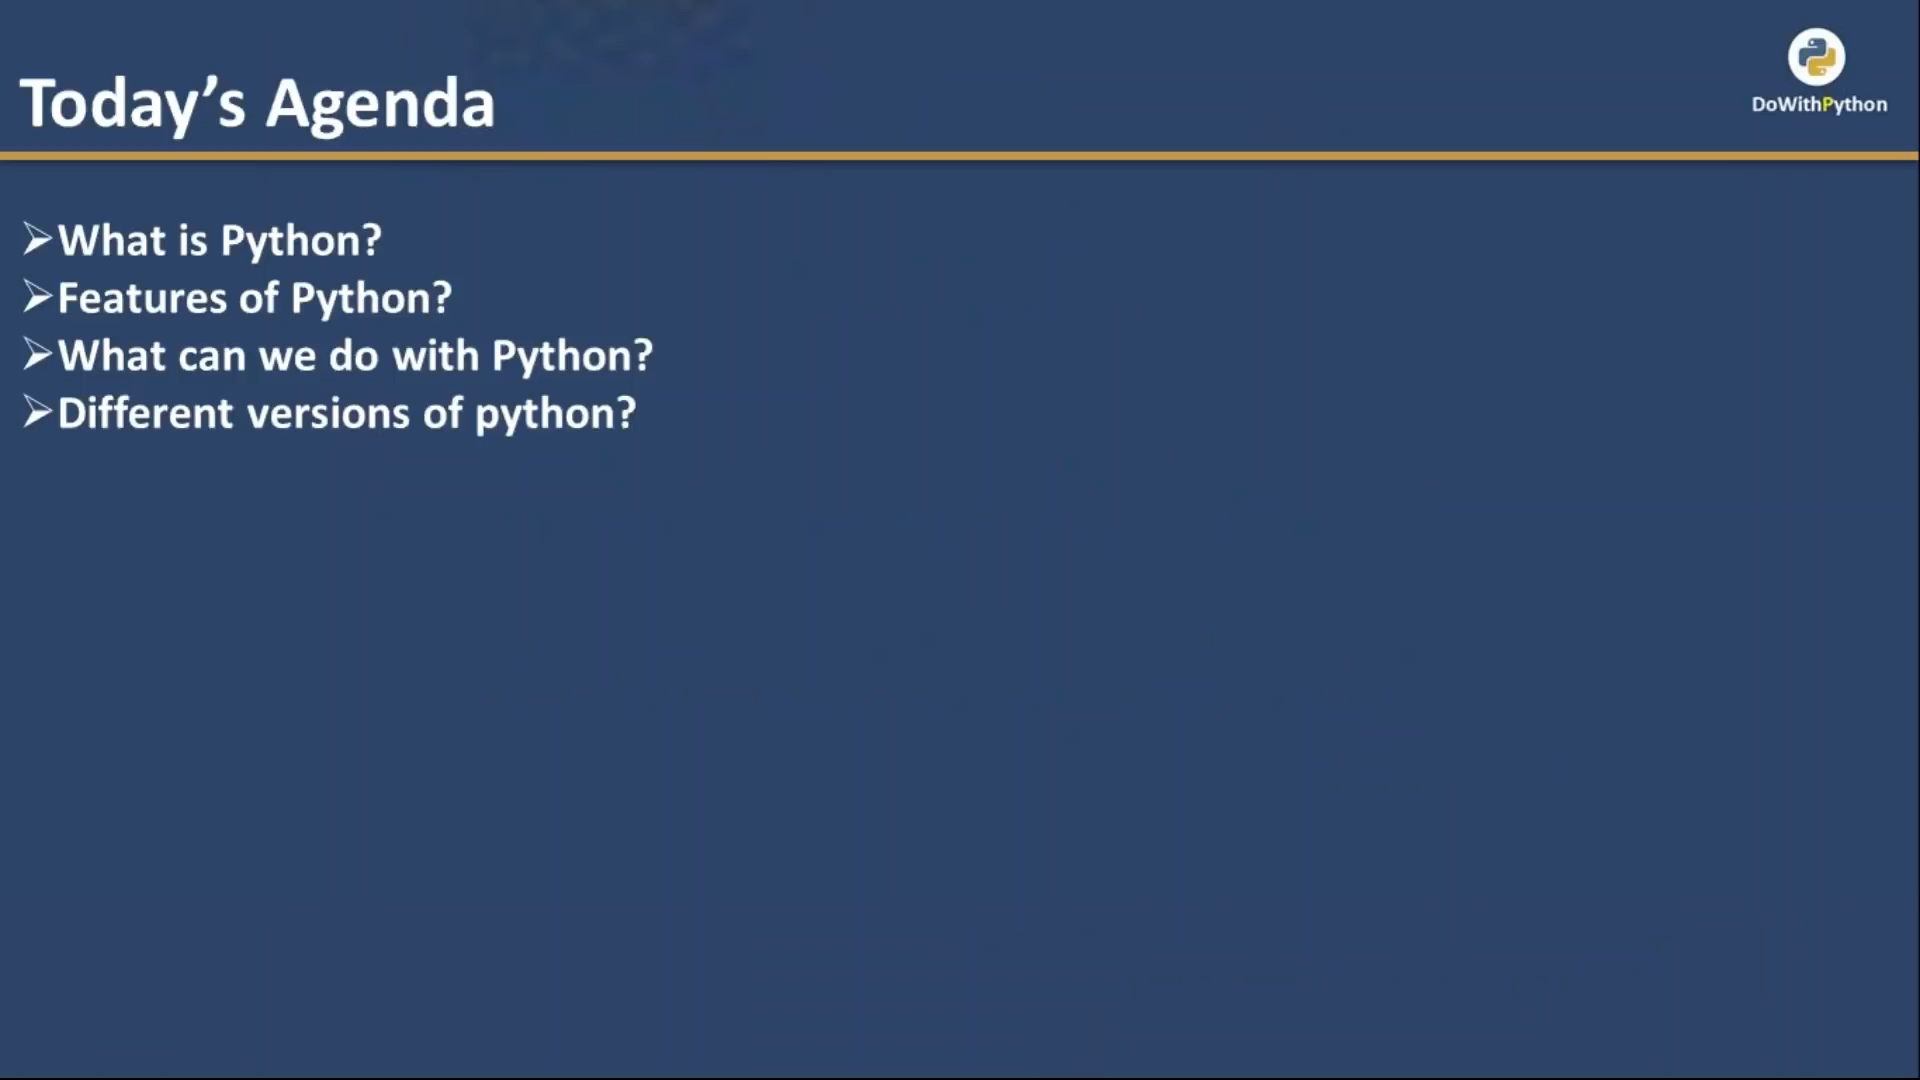 Today’s Agenda
DoWithPython
➢What is Python?
➢Features of Python?
➢What can we do with Python?
➢Different versions of python?